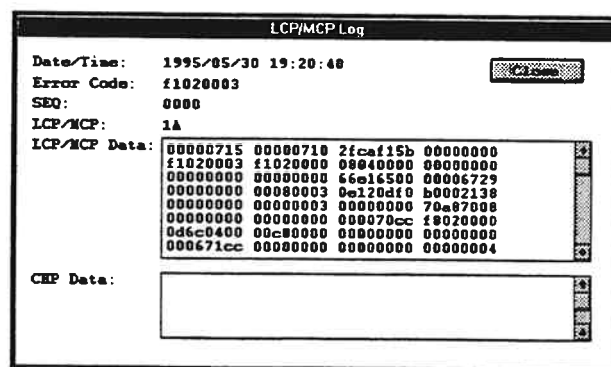 LCP/MCP Log
Date/Time: 1995/05/30 19:20:48
Close
Error Code: f1020003
SEQ: 0000
LCP/MCP: 1A
LCP/MCP Data:
00000715 00000710 2fcaf15b 00000000
f1020003 f1020000 08040000 00000000
00000000 00000000 66e16500 00006729
00000000 00080003 0e120df0 b0002138
00000000 00000003 00000000 70a87008
00000000 00000000 000070cc f8020000
0d6c0400 00c80000 00000000 00000000
000671cc 00080000 00000000 00000004
CHP Data: